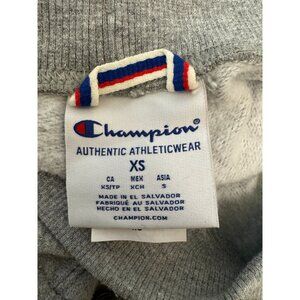 Champion
AUTHENTIC ATHLETICWEAR
XS
CA MEX ASIA
XS/TP XCH S
MADE IN EL SALVADOR
FABRIQUÉ AU SALVADOR
HECHO EN EL SALVADOR
CHAMPION.COM